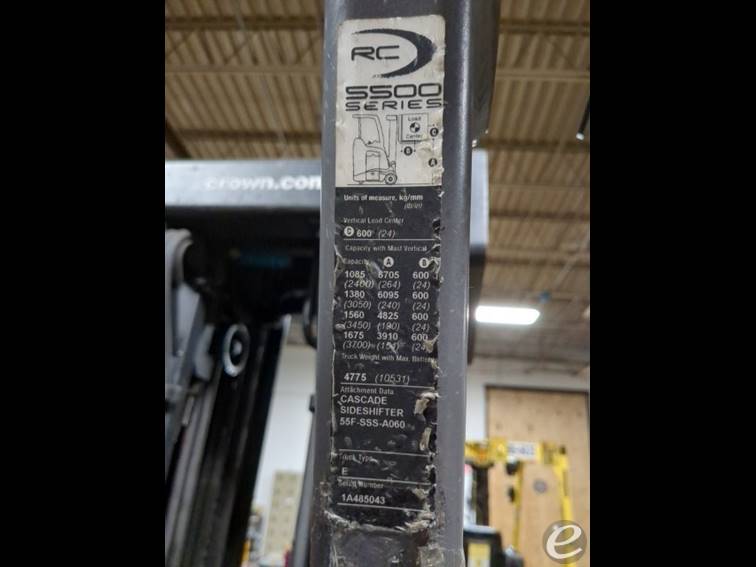 RC
5500
SERIES
Load
Center
C
B
A
Units of measure, kg/mm
(lb/in)
Vertical Load Center
C 600 (24)
Capacity with Mast Vertical
Capacity A B
1085 6705 600
(2400) (264) (24)
1380 6095 600
(3050) (240) (24)
1560 4825 600
(3450) (190) (24)
1675 3910 600
(3700) (154) (24)
Truck Weight with Max. Battery
4775 (10531)
Attachment Data
CASCADE
SIDESHIFTER
55F-SSS-A060
Truck Type
E
Serial Number
1A485043
crown.com
e